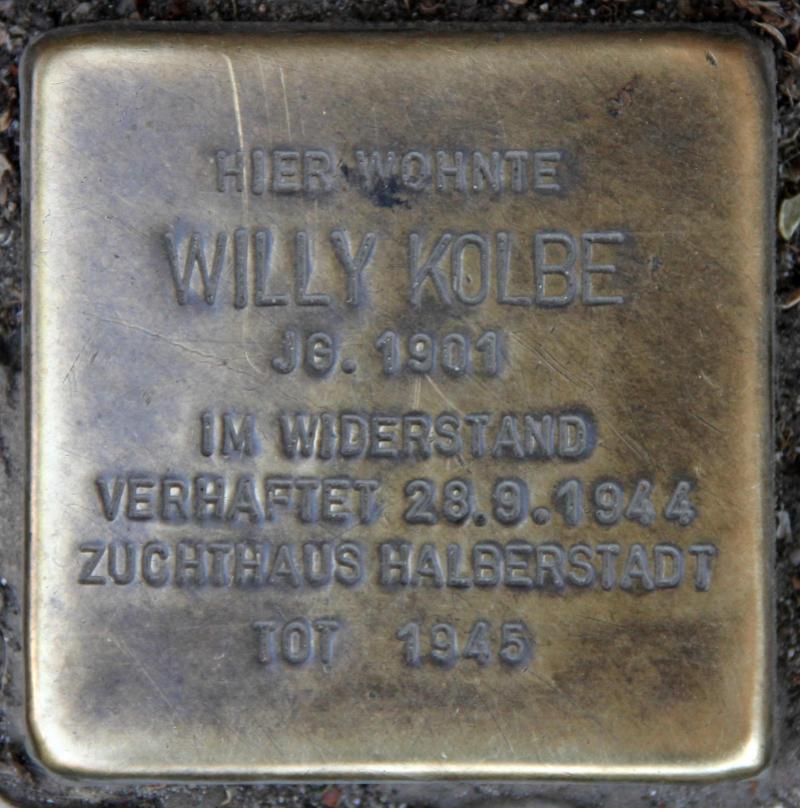 HIER WOHNTE
WILLY KOLBE
JG. 1901
IM WIDERSTAND
VERHAFTET 28.9.1944
ZUCHTHAUS HALBERSTADT
TOT 1945